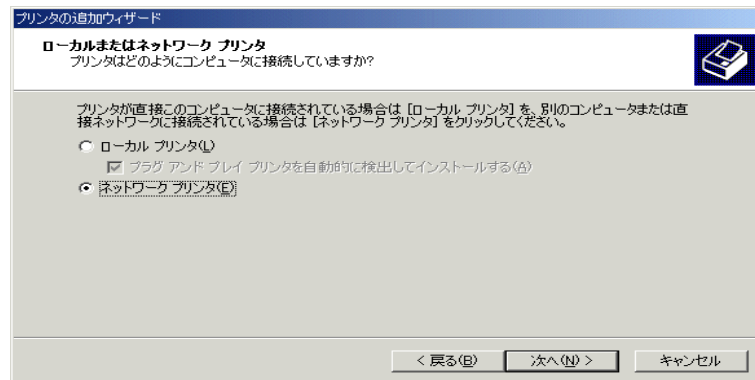 プリンタの追加ウィザード
ローカルまたはネットワーク プリンタ
プリンタはどのようにコンピュータに接続していますか?
プリンタが直接このコンピュータに接続されている場合は [ローカル プリンタ] を、別のコンピュータまたは直
接ネットワークに接続されている場合は [ネットワーク プリンタ] をクリックしてください。
ローカル プリンタ(L)
プラグ アンド プレイ プリンタを自動的に検出してインストールする(A)
ネットワーク プリンタ(E)
< 戻る(B) 次へ(N) > キャンセル